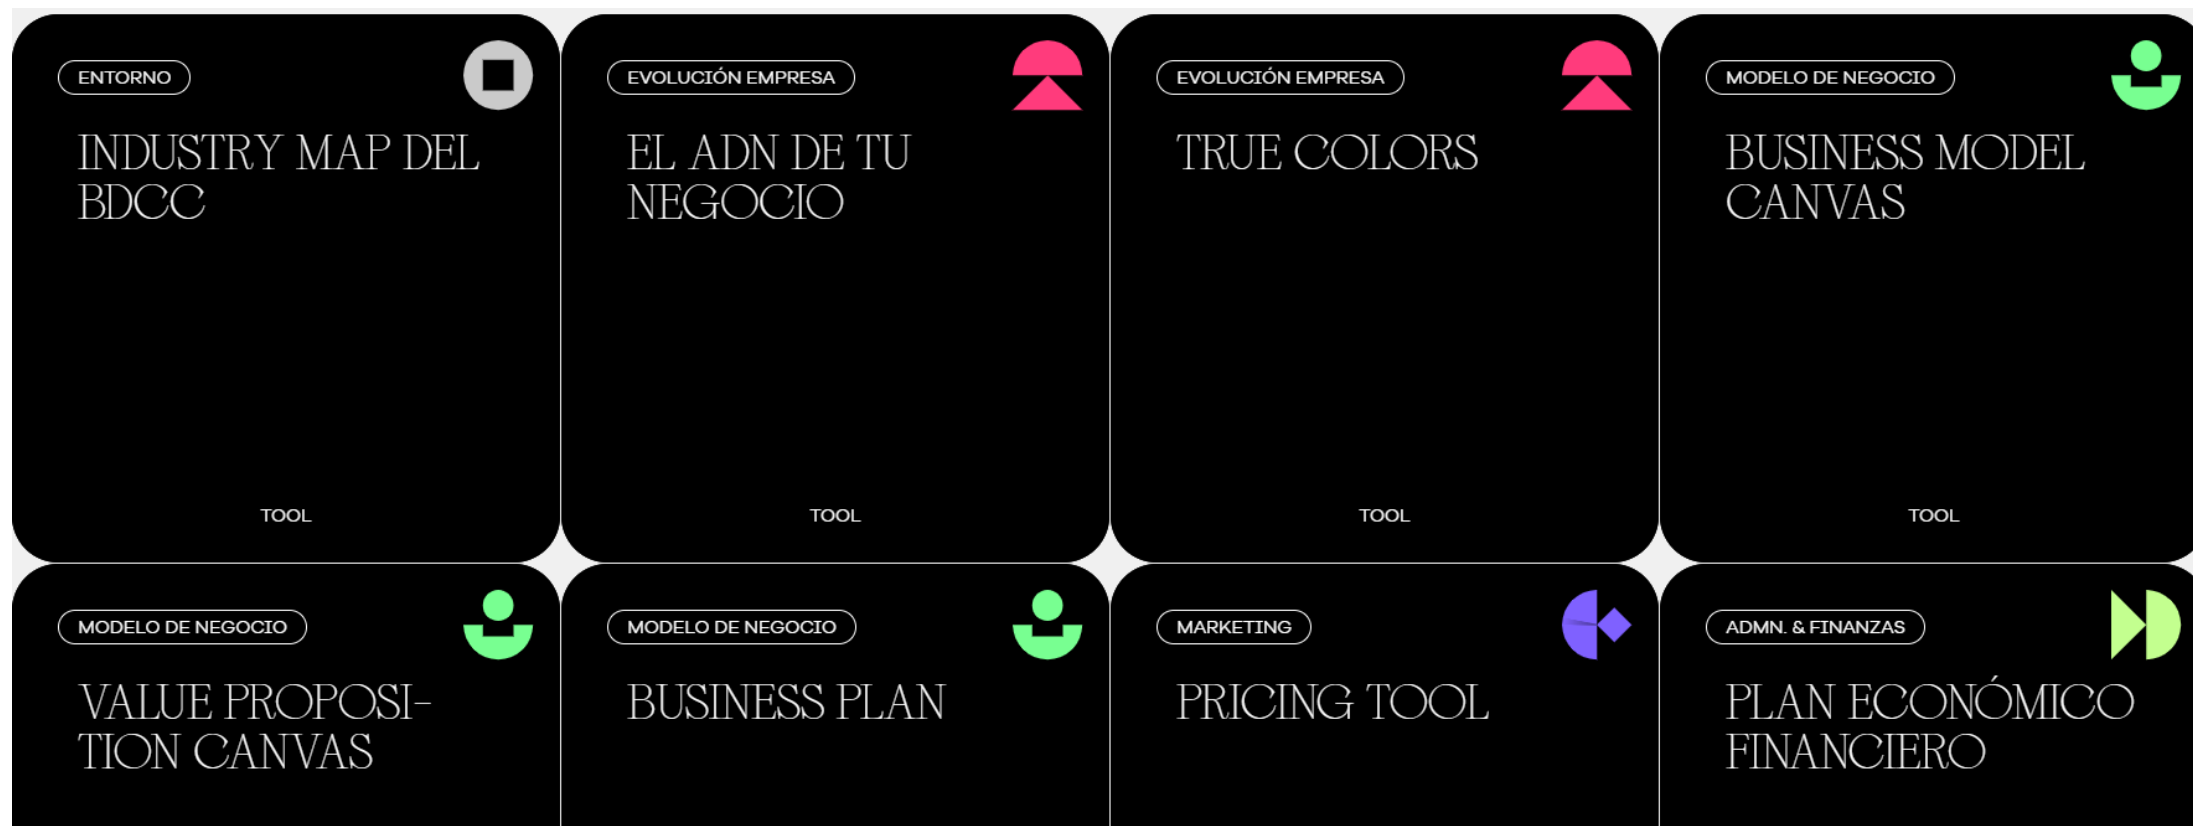 ENTORNO
INDUSTRY MAP DEL
BDCC
TOOL
EVOLUCIÓN EMPRESA
EL ADN DE TU
NEGOCIO
TOOL
EVOLUCIÓN EMPRESA
TRUE COLORS
TOOL
MODELO DE NEGOCIO
BUSINESS MODEL
CANVAS
TOOL
MODELO DE NEGOCIO
VALUE PROPOSI-
TION CANVAS
MODELO DE NEGOCIO
BUSINESS PLAN
MARKETING
PRICING TOOL
ADMN. & FINANZAS
PLAN ECONÓMICO
FINANCIERO